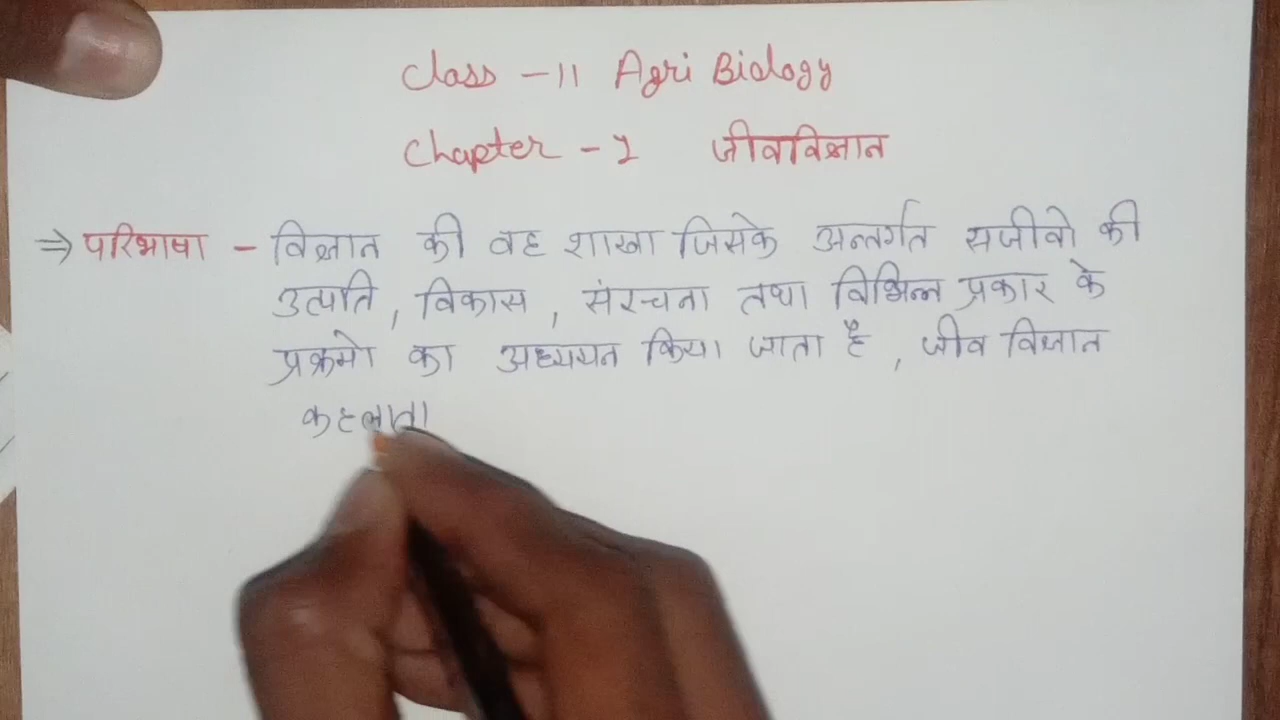 Class - 11 Agri Biology
Chapter - 1 जीवविज्ञान
⇒ परिभाषा - विज्ञान की वह शाखा जिसके अन्तर्गत सजीवो की
उत्पति, विकास, संरचना तथा विभिन्न प्रकार के
प्रक्रमो का अध्ययन किया जाता है, जीव विज्ञान
कहलाता